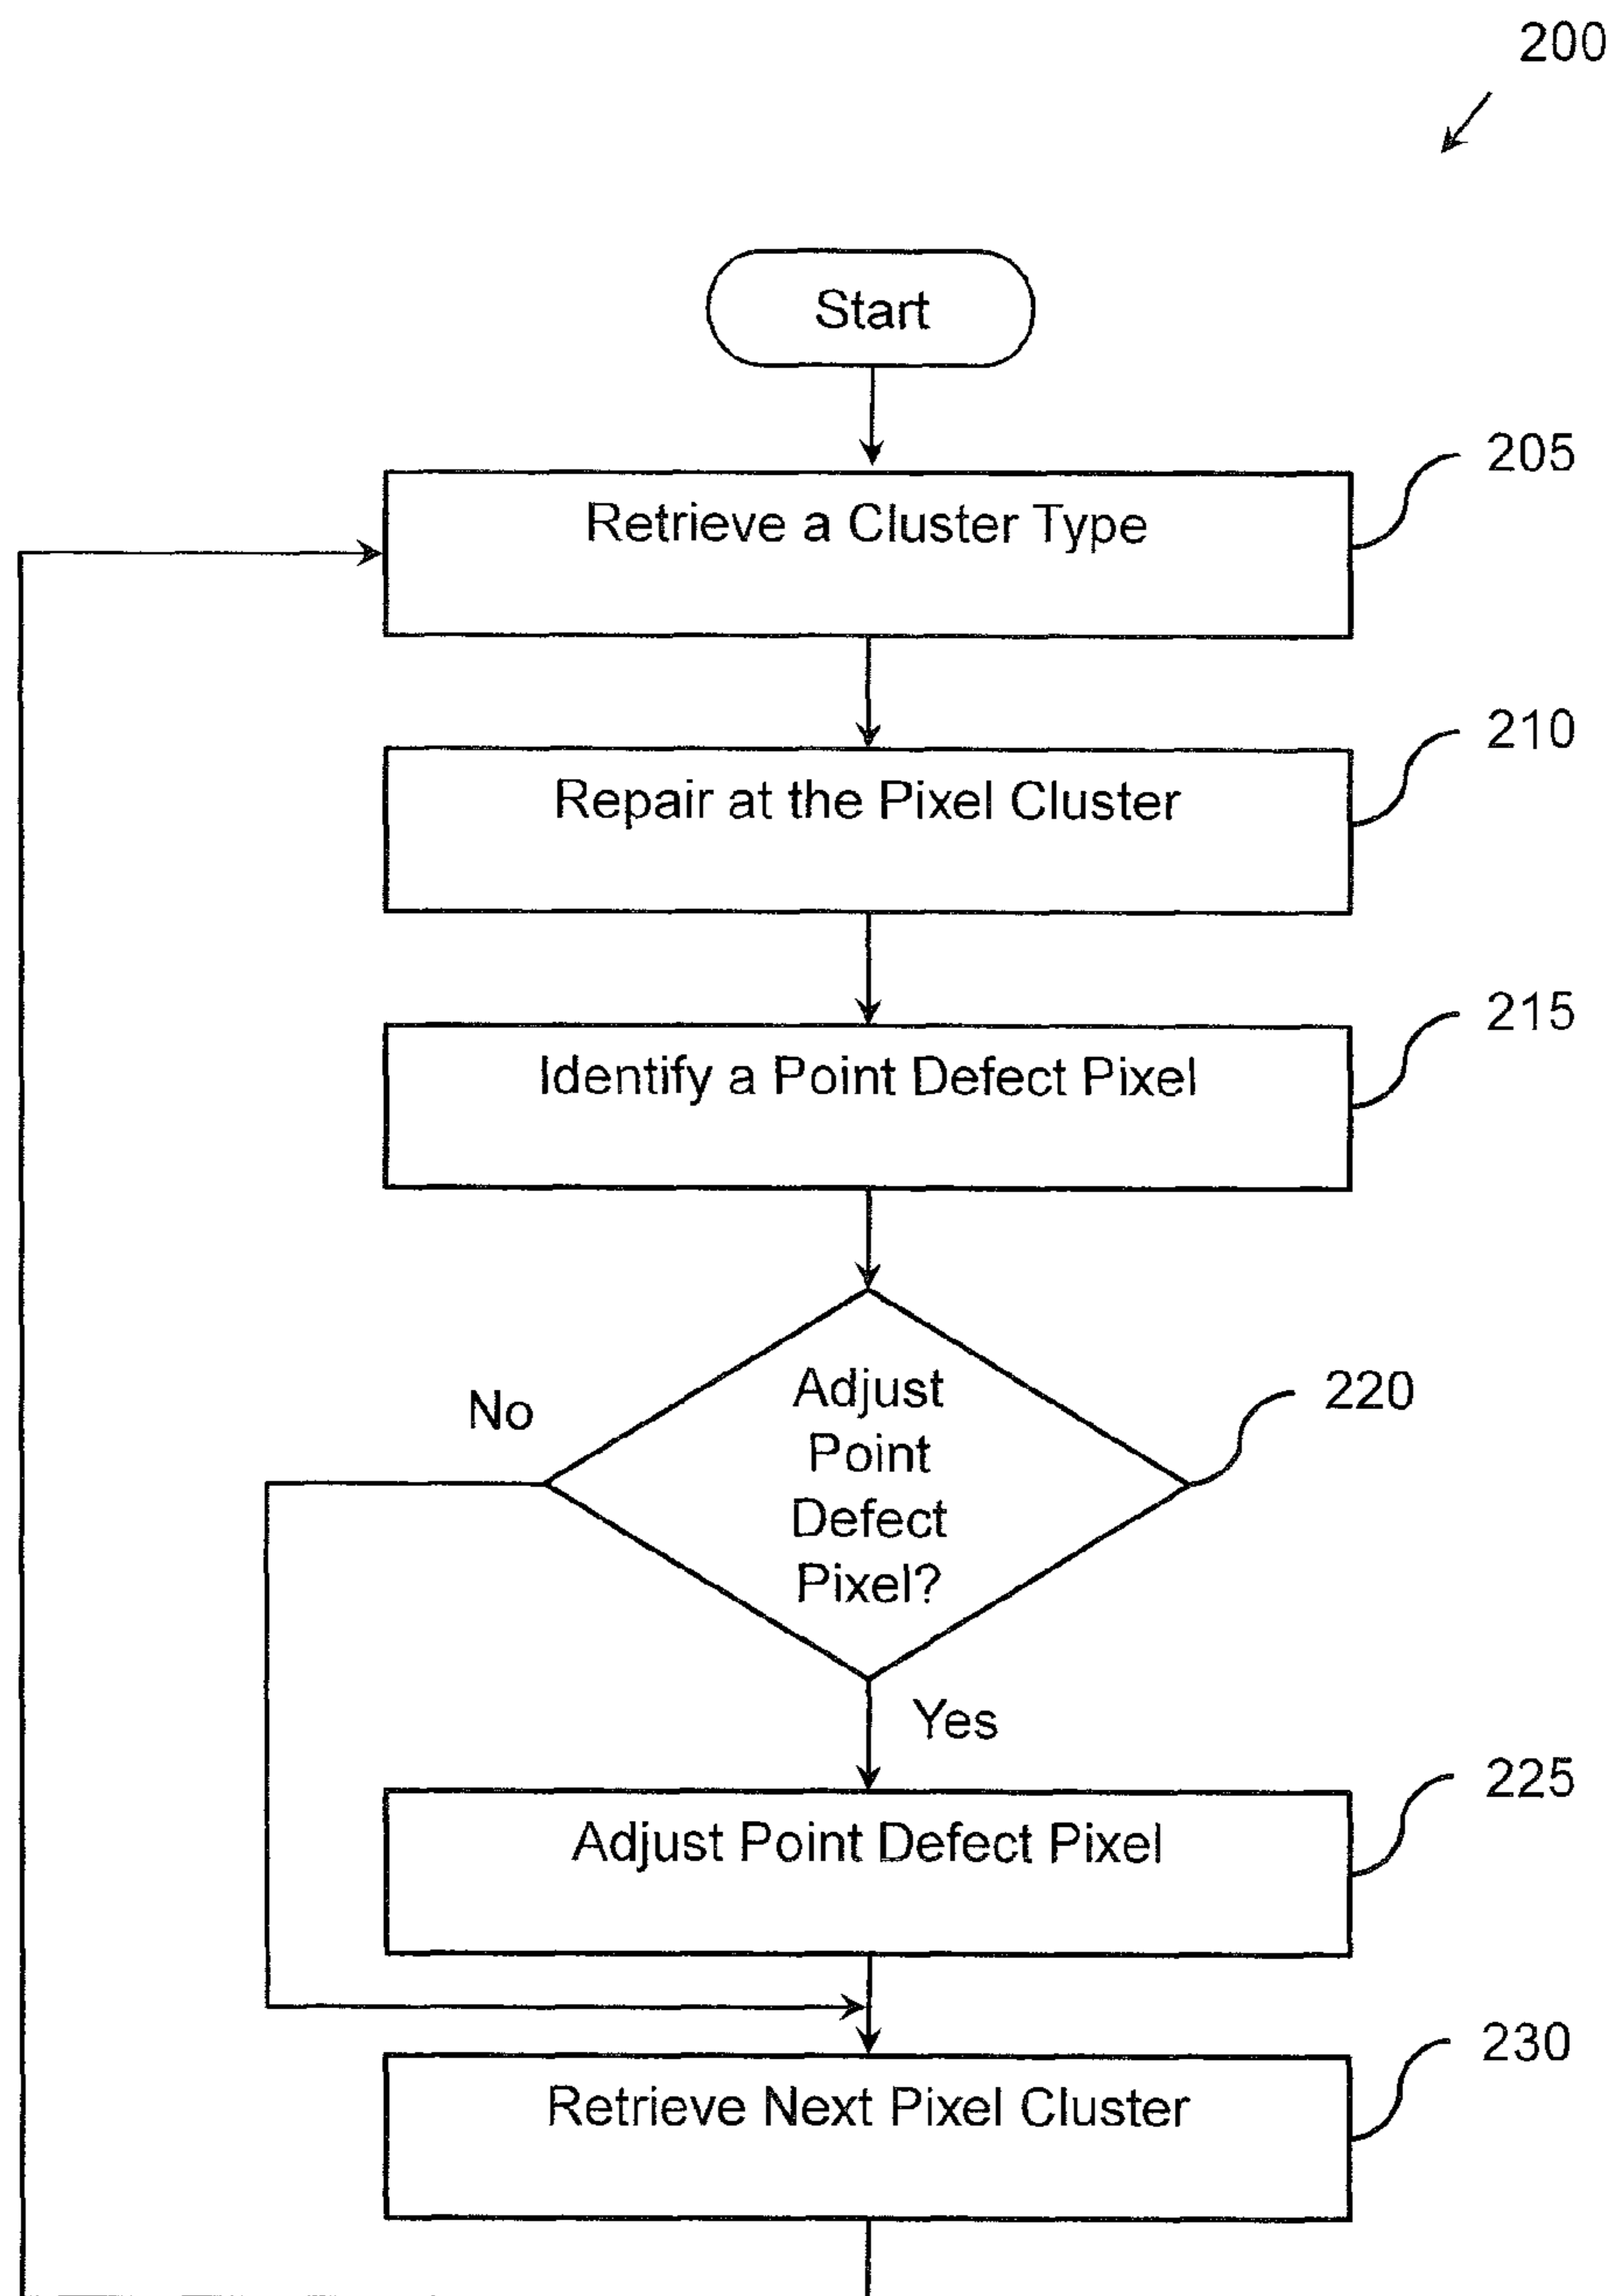 200
Start
205
Retrieve a Cluster Type
210
Repair at the Pixel Cluster
215
Identify a Point Defect Pixel
220
No
Adjust
Point
Defect
Pixel?
Yes
225
Adjust Point Defect Pixel
230
Retrieve Next Pixel Cluster